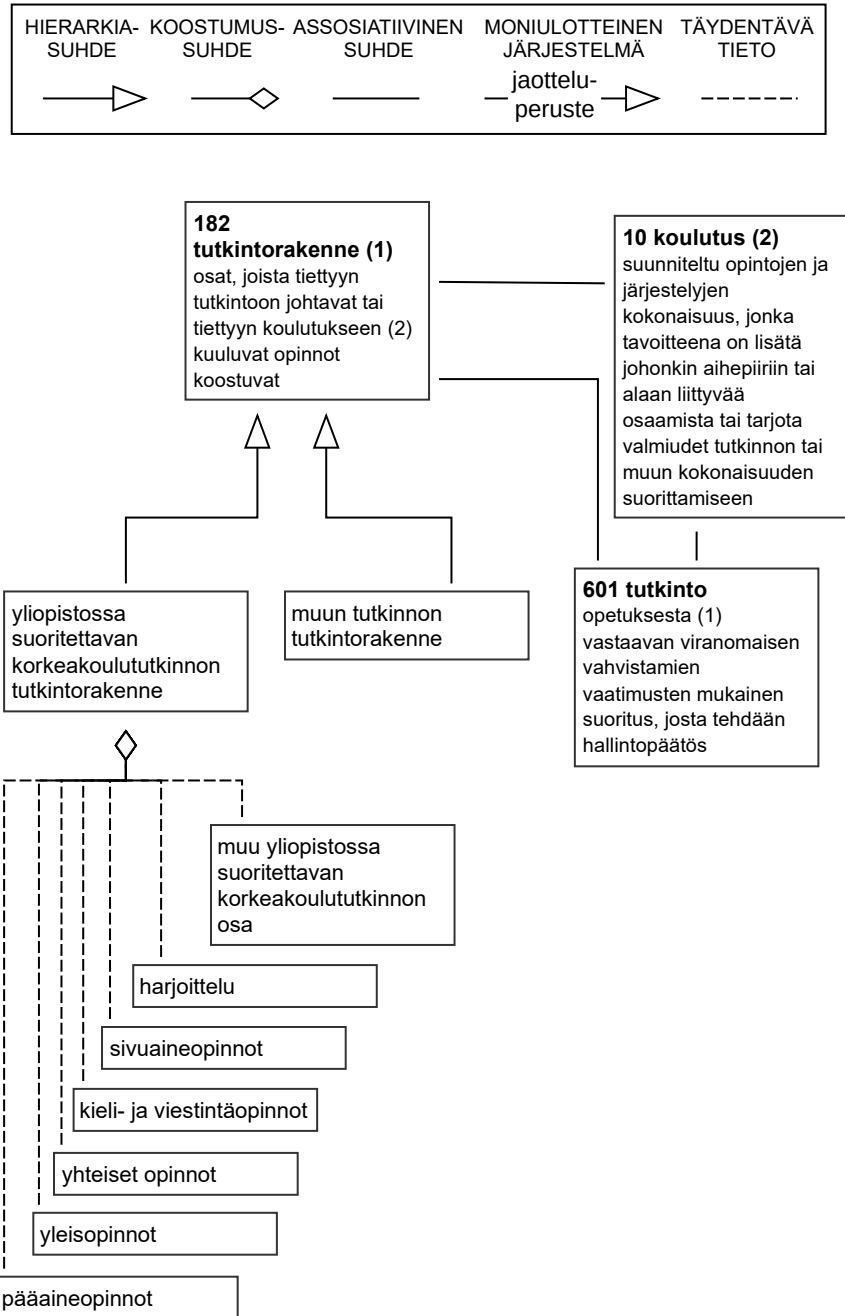 HIERARKIA-
SUHDE
KOOSTUMUS-
SUHDE
ASSOSIATIIVINEN
SUHDE
MONIULOTTEINEN
JÄRJESTELMÄ
TÄYDENTÄVÄ
TIETO
jaottelu-
peruste
182
tutkintorakenne (1)
osat, joista tiettyyn
tutkintoon johtavat tai
tiettyyn koulutukseen (2)
kuuluvat opinnot
koostuvat
10 koulutus (2)
suunniteltu opintojen ja
järjestelyjen
kokonaisuus, jonka
tavoitteena on lisätä
johonkin aihepiiriin tai
alaan liittyvää
osaamista tai tarjota
valmiudet tutkinnon tai
muun kokonaisuuden
suorittamiseen
yliopistossa
suoritettavan
korkeakoulututkinnon
tutkintorakenne
muun tutkinnon
tutkintorakenne
601 tutkinto
opetuksesta (1)
vastaavan viranomaisen
vahvistamien
vaatimusten mukainen
suoritus, josta tehdään
hallintopäätös
muu yliopistossa
suoritettavan
korkeakoulututkinnon
osa
harjoittelu
sivuaineopinnot
kieli- ja viestintäopinnot
yhteiset opinnot
yleisopinnot
pääaineopinnot